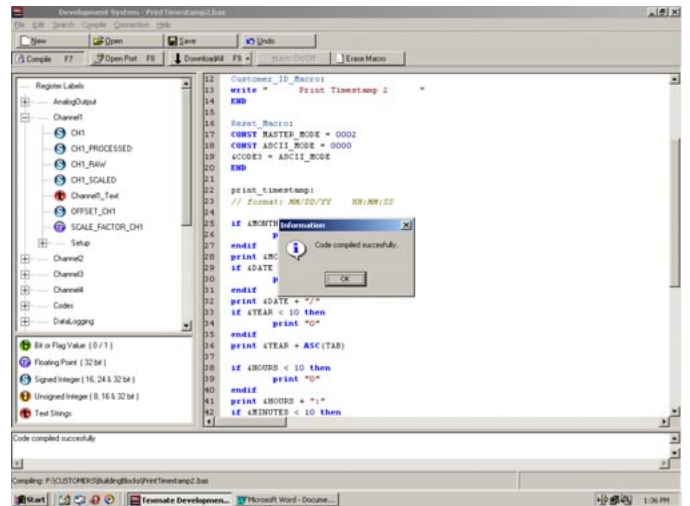 Development System - PrintTimestamp2.bas
File Edit Search Compile Connection Help
New Open Save Undo
Compile F7 Open Port F8 DownloadAll F9 Macro On/Off Erase Macro
Register Labels
AnalogOutput
Channel1
CH1
CH1_PROCESSED
CH1_RAW
CH1_SCALED
Channel1_Text
OFFSET_CH1
SCALE_FACTOR_CH1
Setup
Channel2
Channel3
Channel4
Codes
DataLogging
Bit or Flag Value ( 0 / 1 )
Floating Point ( 32 bit )
Signed Integer ( 16, 24 & 32 bit )
Unsigned Integer ( 8, 16 & 32 bit )
Text Strings
12 Customer_ID_Macro:
13 write " Print Timestamp 2 "
14 END
15
16 Reset_Macro:
17 CONST MASTER_MODE = 0002
18 CONST ASCII_MODE = 0000
19 &CODE3 = ASCII_MODE
20 END
21
22 print_timestamp:
23 // format: MM/DD/YY HH:MM:SS
24
25 if &MONTH
26 p
27 endif
28 print &MO
29 if &DATE
30 p
31 endif
32 print &DATE + "/"
33 if &YEAR < 10 then
34 print "0"
35 endif
36 print &YEAR + ASC(TAB)
37
38 if &HOURS < 10 then
39 print "0"
40 endif
41 print &HOURS + ":"
42 if &MINUTES < 10 then
Information
Code compiled succesfully.
OK
Code compiled succesfully
Compiling: F:\CUSTOMERS\BuildingBlocks\PrintTimestamp2.bas
Start Texmate Developmen... Microsoft Word - Docume... 1:36 PM